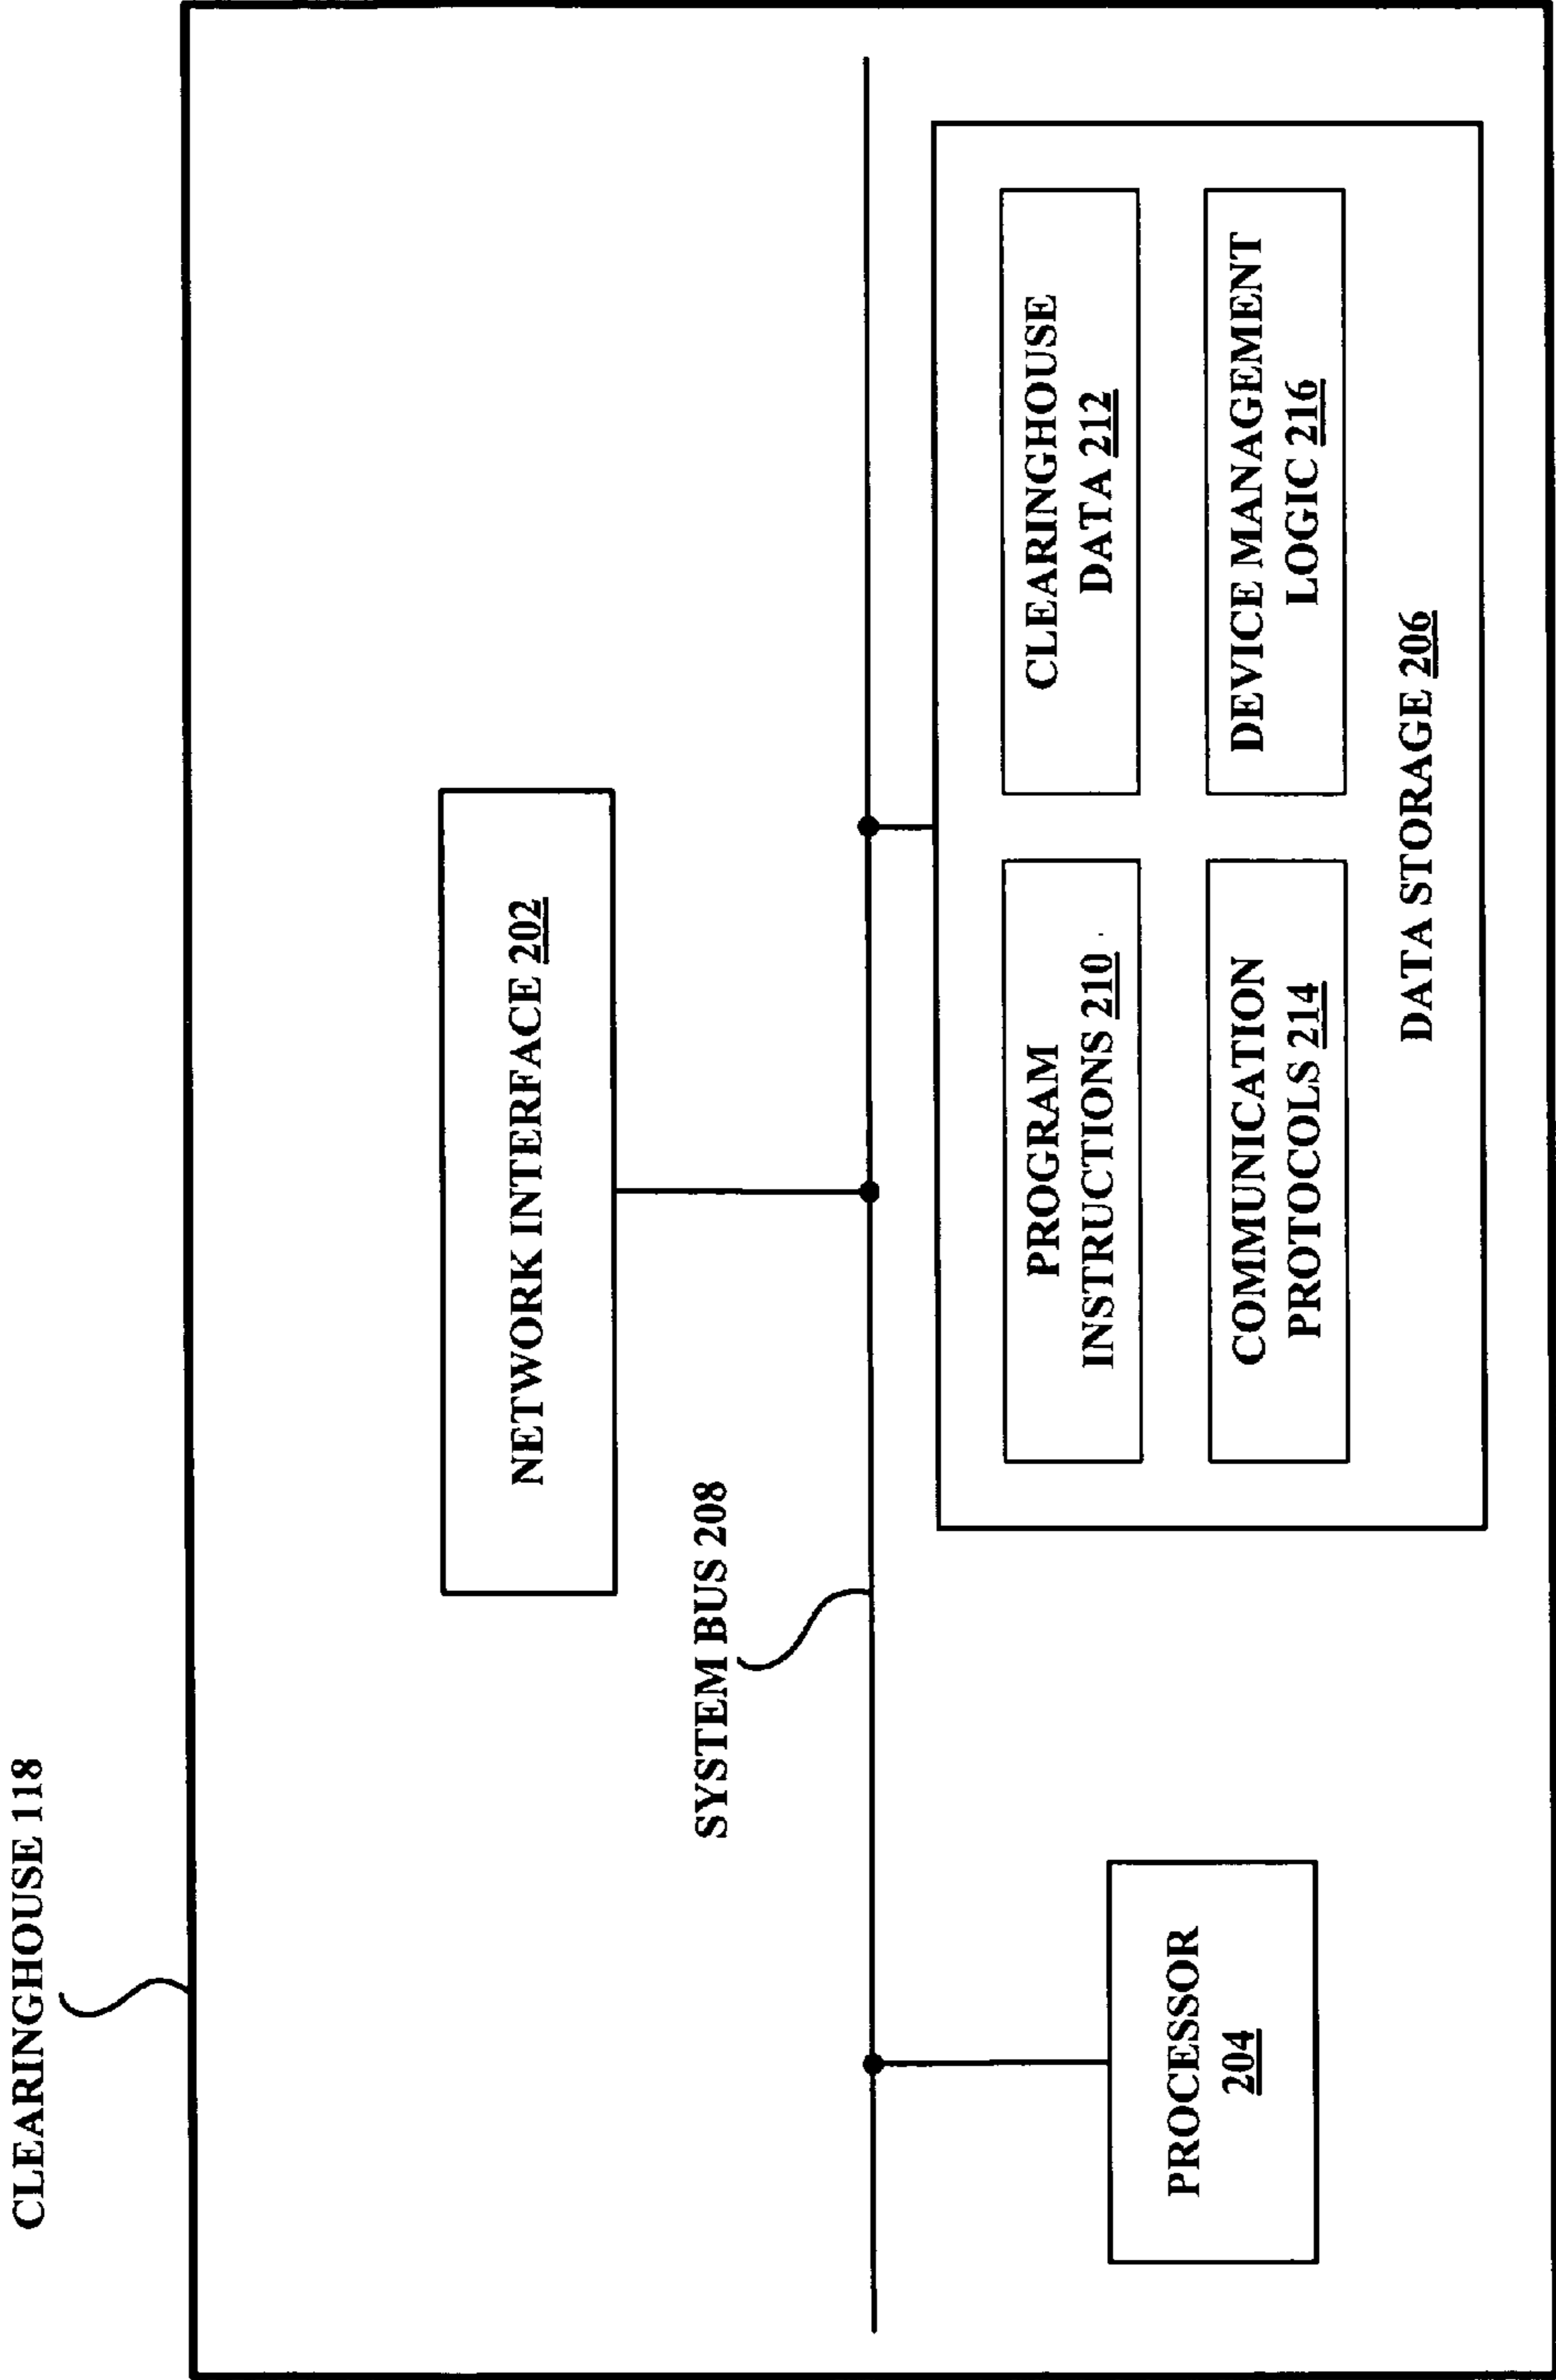 CLEARINGHOUSE 118
NETWORK INTERFACE 202
SYSTEM BUS 208
PROCESSOR
204
PROGRAM
INSTRUCTIONS 210
CLEARINGHOUSE
DATA 212
COMMUNICATION
PROTOCOLS 214
DEVICE MANAGEMENT
LOGIC 216
DATA STORAGE 206